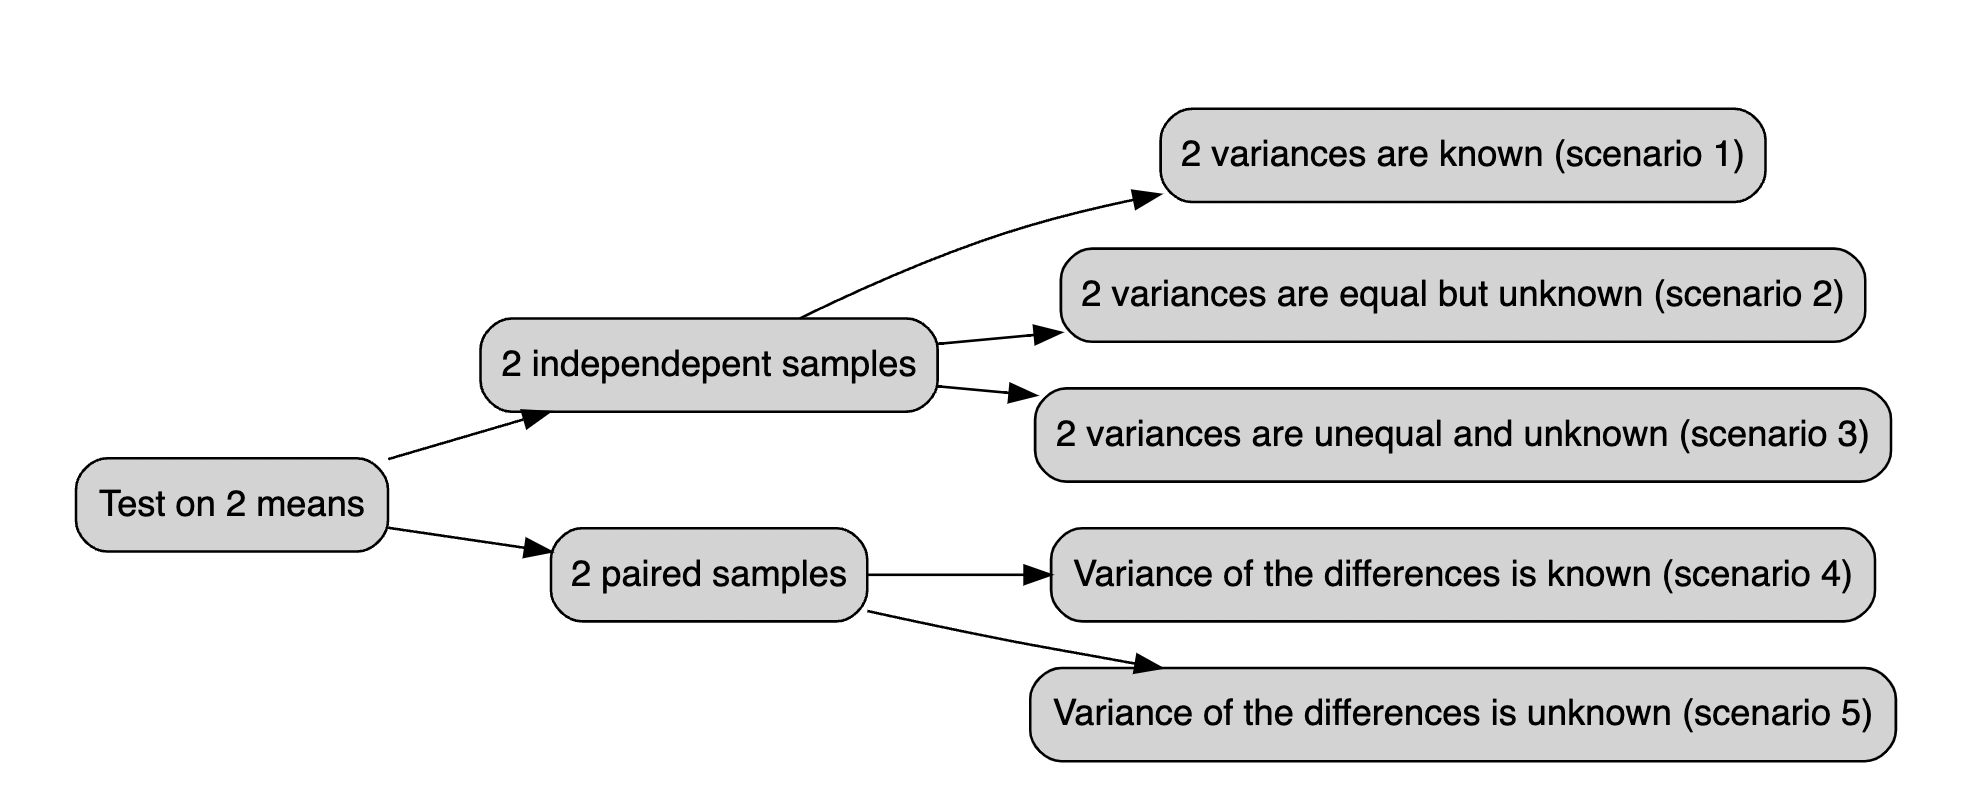 Test on 2 means
2 independepent samples
2 variances are known (scenario 1)
2 variances are equal but unknown (scenario 2)
2 variances are unequal and unknown (scenario 3)
2 paired samples
Variance of the differences is known (scenario 4)
Variance of the differences is unknown (scenario 5)